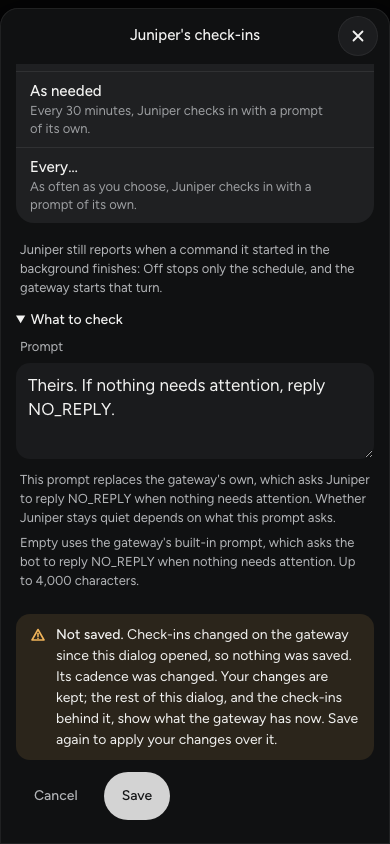 Juniper's check-ins
As needed
Every 30 minutes, Juniper checks in with a prompt
of its own.
Every...
As often as you choose, Juniper checks in with a
prompt of its own.
Juniper still reports when a command it started in the
background finishes: Off stops only the schedule, and the
gateway starts that turn.
▼ What to check
Prompt
Theirs. If nothing needs attention, reply
NO_REPLY.
This prompt replaces the gateway's own, which asks Juniper
to reply NO_REPLY when nothing needs attention. Whether
Juniper stays quiet depends on what this prompt asks.
Empty uses the gateway's built-in prompt, which asks the
bot to reply NO_REPLY when nothing needs attention. Up
to 4,000 characters.
Not saved. Check-ins changed on the gateway
since this dialog opened, so nothing was saved.
Its cadence was changed. Your changes are
kept; the rest of this dialog, and the check-ins
behind it, show what the gateway has now. Save
again to apply your changes over it.
Cancel
Save